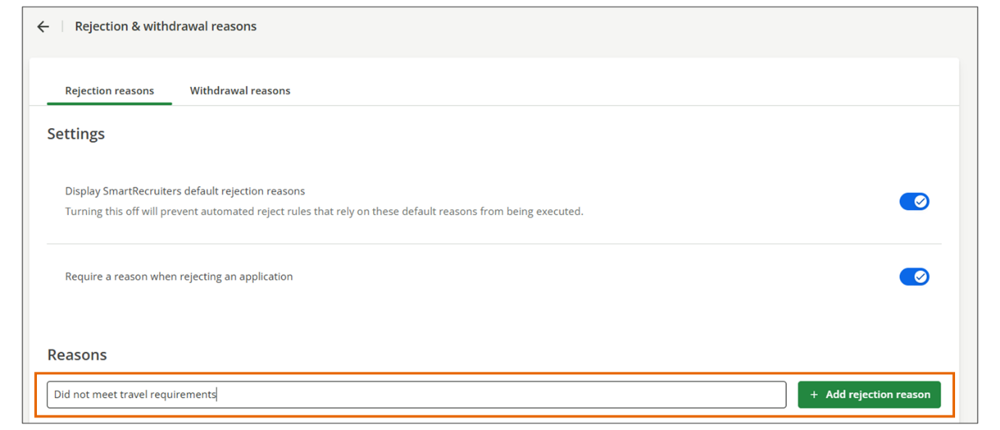 Rejection & withdrawal reasons
Rejection reasons
Withdrawal reasons
Settings
Display SmartRecruiters default rejection reasons
Turning this off will prevent automated reject rules that rely on these default reasons from being executed.
Require a reason when rejecting an application
Reasons
Did not meet travel requirements
+ Add rejection reason